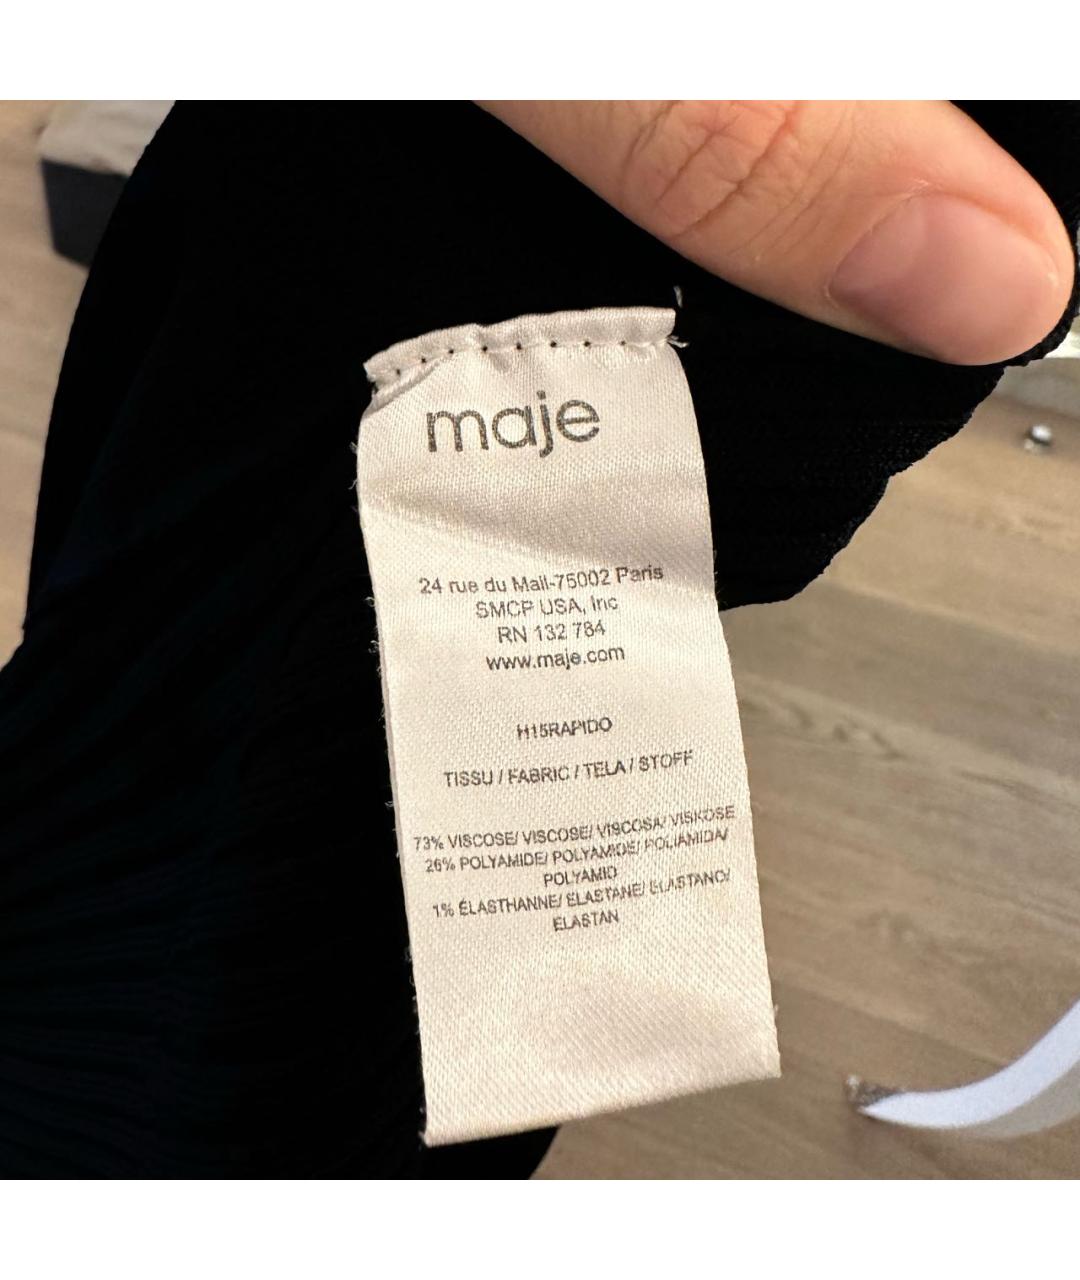 maje
24 rue du Mail-75002 Paris
SMCP USA, Inc
RN 132 784
www.maje.com
H15RAPIDO
TISSU / FABRIC / TELA / STOFF
73% VISCOSE/ VISCOSE/ VISCOSA/ VISKOSE
26% POLYAMIDE/ POLYAMIDE/ POLIAMIDA/
POLYAMID
1% ÉLASTHANNE/ ELASTANE/ ELASTANO/
ELASTAN